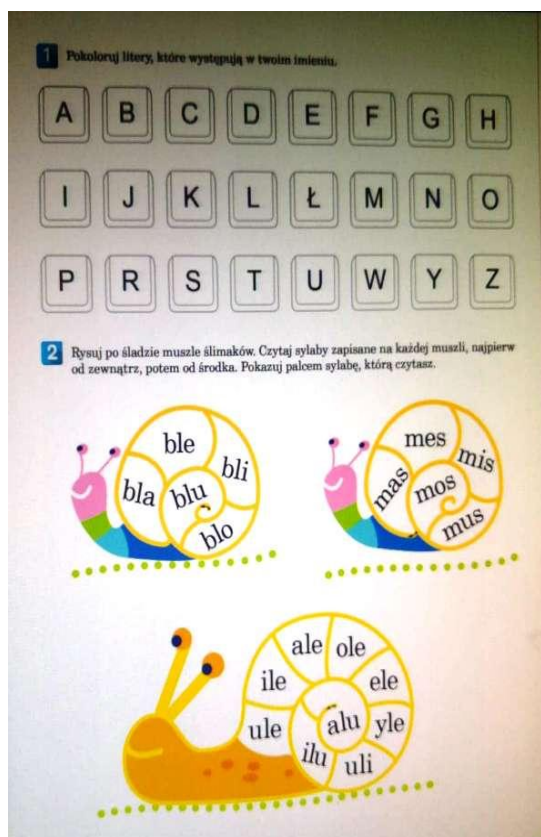 1 Pokoloruj litery, które występują w twoim imieniu.
A B C D E F G H
I J K L Ł M N O
P R S T U W Y Z
2 Rysuj po śladzie muszle ślimaków. Czytaj sylaby zapisane na każdej muszli, najpierw
od zewnątrz, potem od środka. Pokazuj palcem sylabę, którą czytasz.
bla
ble
bli
blo
blu
mas
mes
mis
mus
mos
ule
ile
ale
ole
ele
yle
uli
ilu
alu